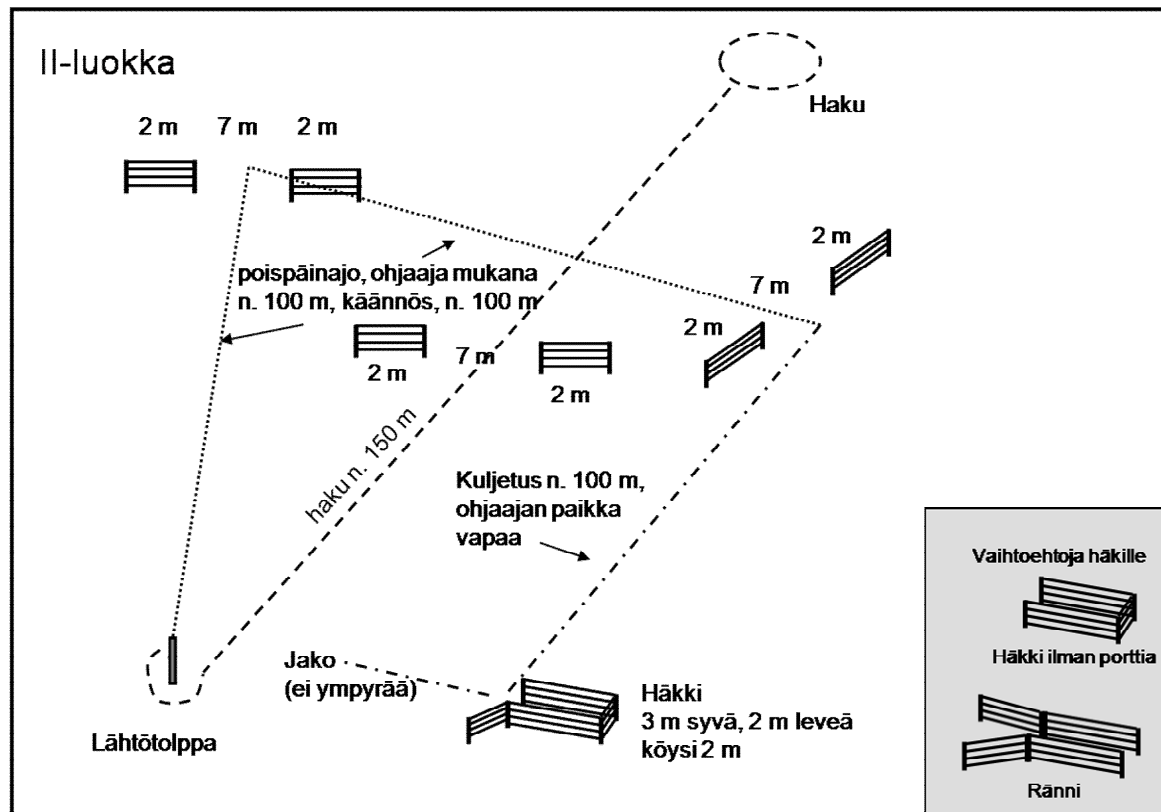 II-luokka
Haku
2 m
7 m
2 m
2 m
7 m
2 m
poispäinajo, ohjaaja mukana
n. 100 m, käännös, n. 100 m
2 m
7 m
2 m
haku n. 150 m
Kuljetus n. 100 m,
ohjaajan paikka
vapaa
Jako
(ei ympyrää)
Häkki
3 m syvä, 2 m leveä
köysi 2 m
Lähtötolppa
Vaihtoehtoja häkille
Häkki ilman porttia
Ränni